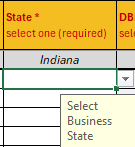 State *
DB
select one (required)
sele
Indiana
Select
Business
State